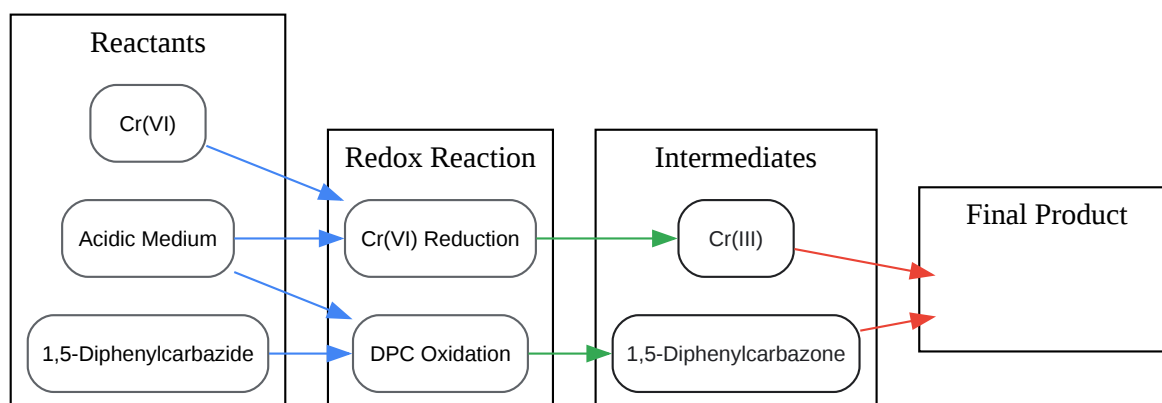 Reactants
Cr(VI)
Acidic Medium
1,5-Diphenylcarbazide
Redox Reaction
Cr(VI) Reduction
DPC Oxidation
Intermediates
Cr(III)
1,5-Diphenylcarbazone
Final Product